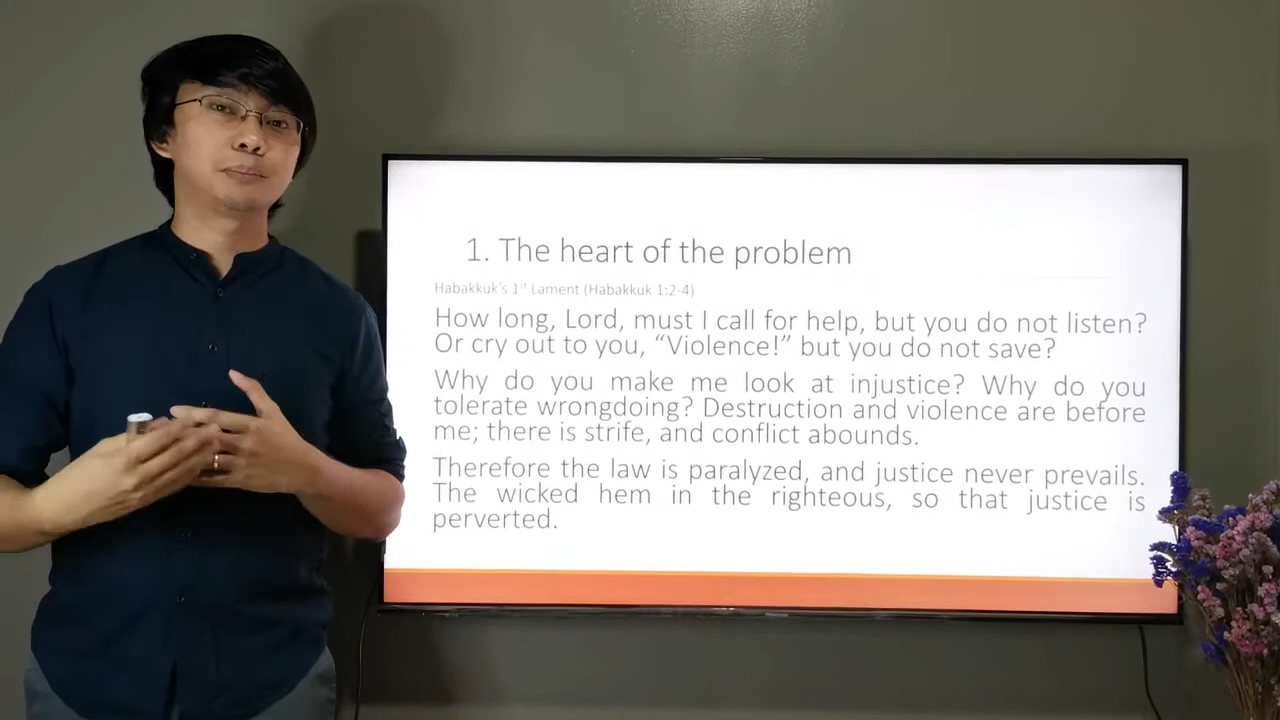 1. The heart of the problem
Habakkuk's 1st Lament (Habakkuk 1:2-4)
How long, Lord, must I call for help, but you do not listen?
Or cry out to you, “Violence!” but you do not save?
Why do you make me look at injustice? Why do you
tolerate wrongdoing? Destruction and violence are before
me; there is strife, and conflict abounds.
Therefore the law is paralyzed, and justice never prevails.
The wicked hem in the righteous, so that justice is
perverted.